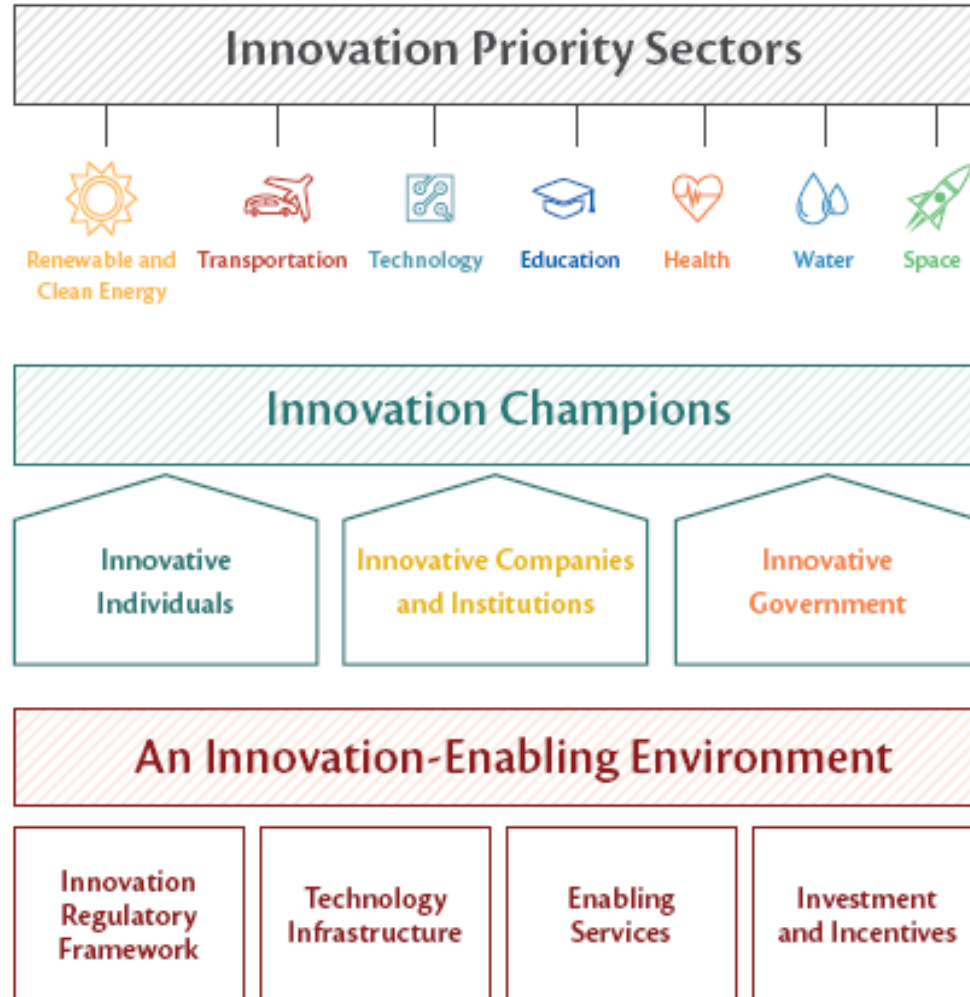 Innovation Priority Sectors
Renewable and
Clean Energy
Transportation
Technology
Education
Health
Water
Space
Innovation Champions
Innovative
Individuals
Innovative Companies
and Institutions
Innovative
Government
An Innovation-Enabling Environment
Innovation
Regulatory
Framework
Technology
Infrastructure
Enabling
Services
Investment
and Incentives